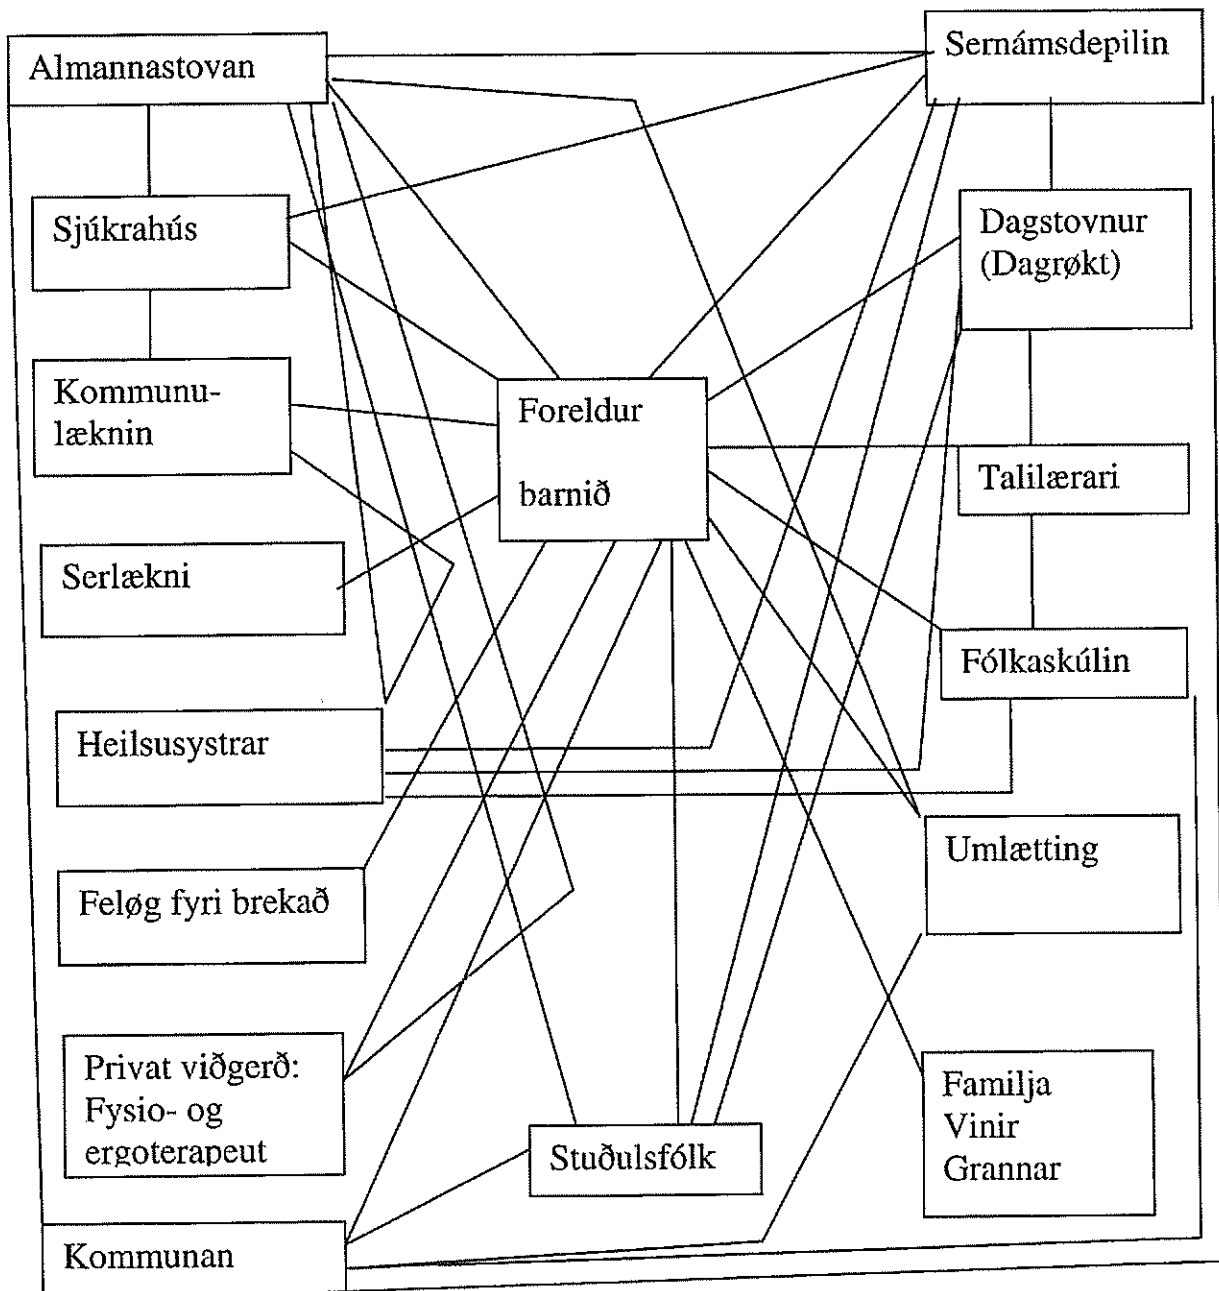 Almannastovan
Sernámsdepilin
Sjúkrahús
Dagstovnur
(Dagrøkt)
Kommunu-
læknin
Foreldur
barnið
Talilærari
Serlækni
Fólkaskúlin
Heilsusystrar
Umlætting
Feløg fyri brekað
Privat viðgerð:
Fysio- og
ergoterapeut
Stuðulsfólk
Familja
Vinir
Grannar
Kommunan